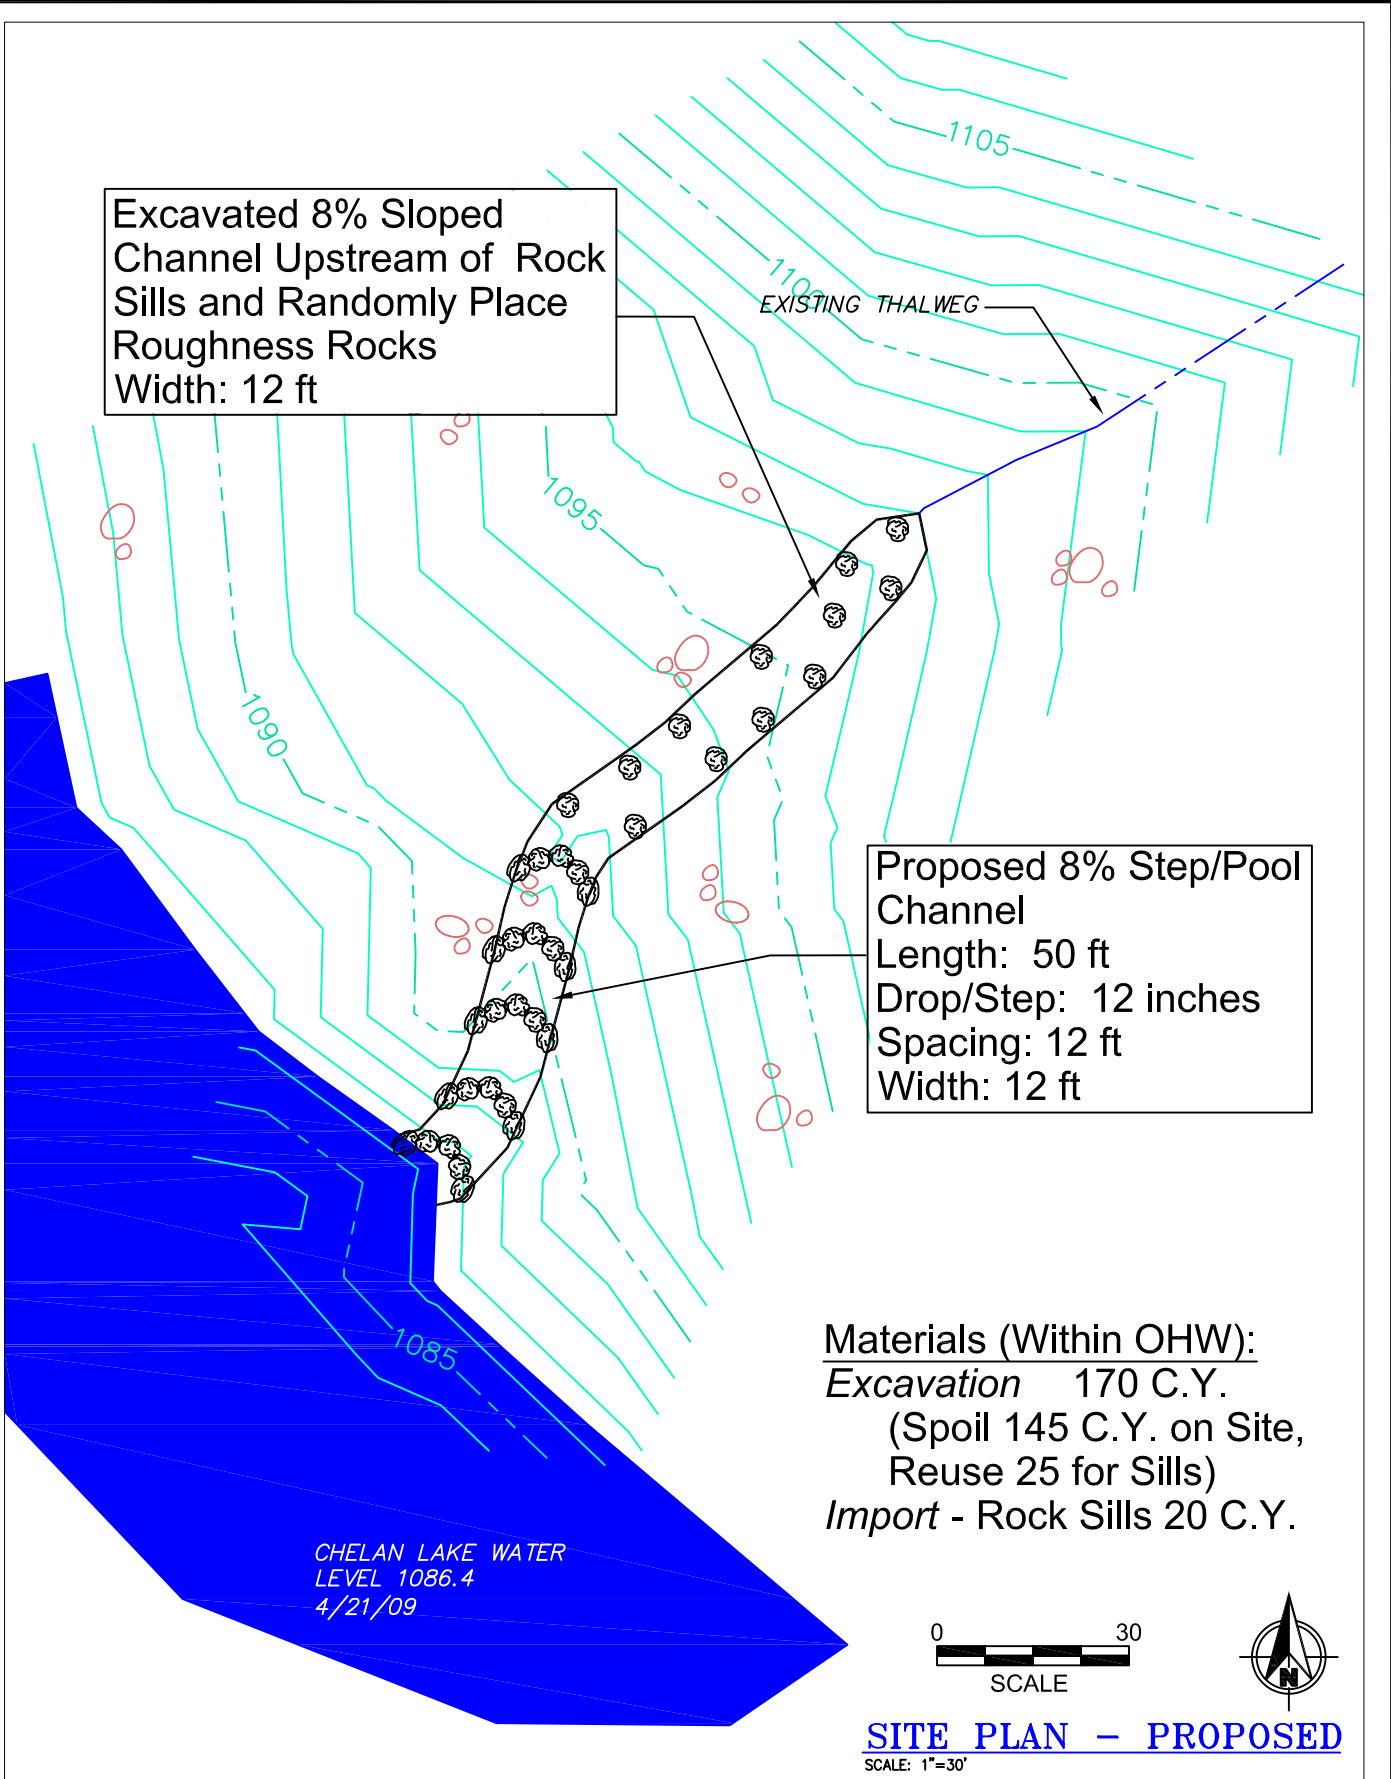 1105
Excavated 8% Sloped
Channel Upstream of Rock
Sills and Randomly Place
Roughness Rocks
Width: 12 ft
1100
EXISTING THALWEG
1095
1090
Proposed 8% Step/Pool
Channel
Length: 50 ft
Drop/Step: 12 inches
Spacing: 12 ft
Width: 12 ft
1085
Materials (Within OHW):
Excavation 170 C.Y.
(Spoil 145 C.Y. on Site,
Reuse 25 for Sills)
Import - Rock Sills 20 C.Y.
CHELAN LAKE WATER
LEVEL 1086.4
4/21/09
0 30
SCALE
N
SITE PLAN - PROPOSED
SCALE: 1"=30'